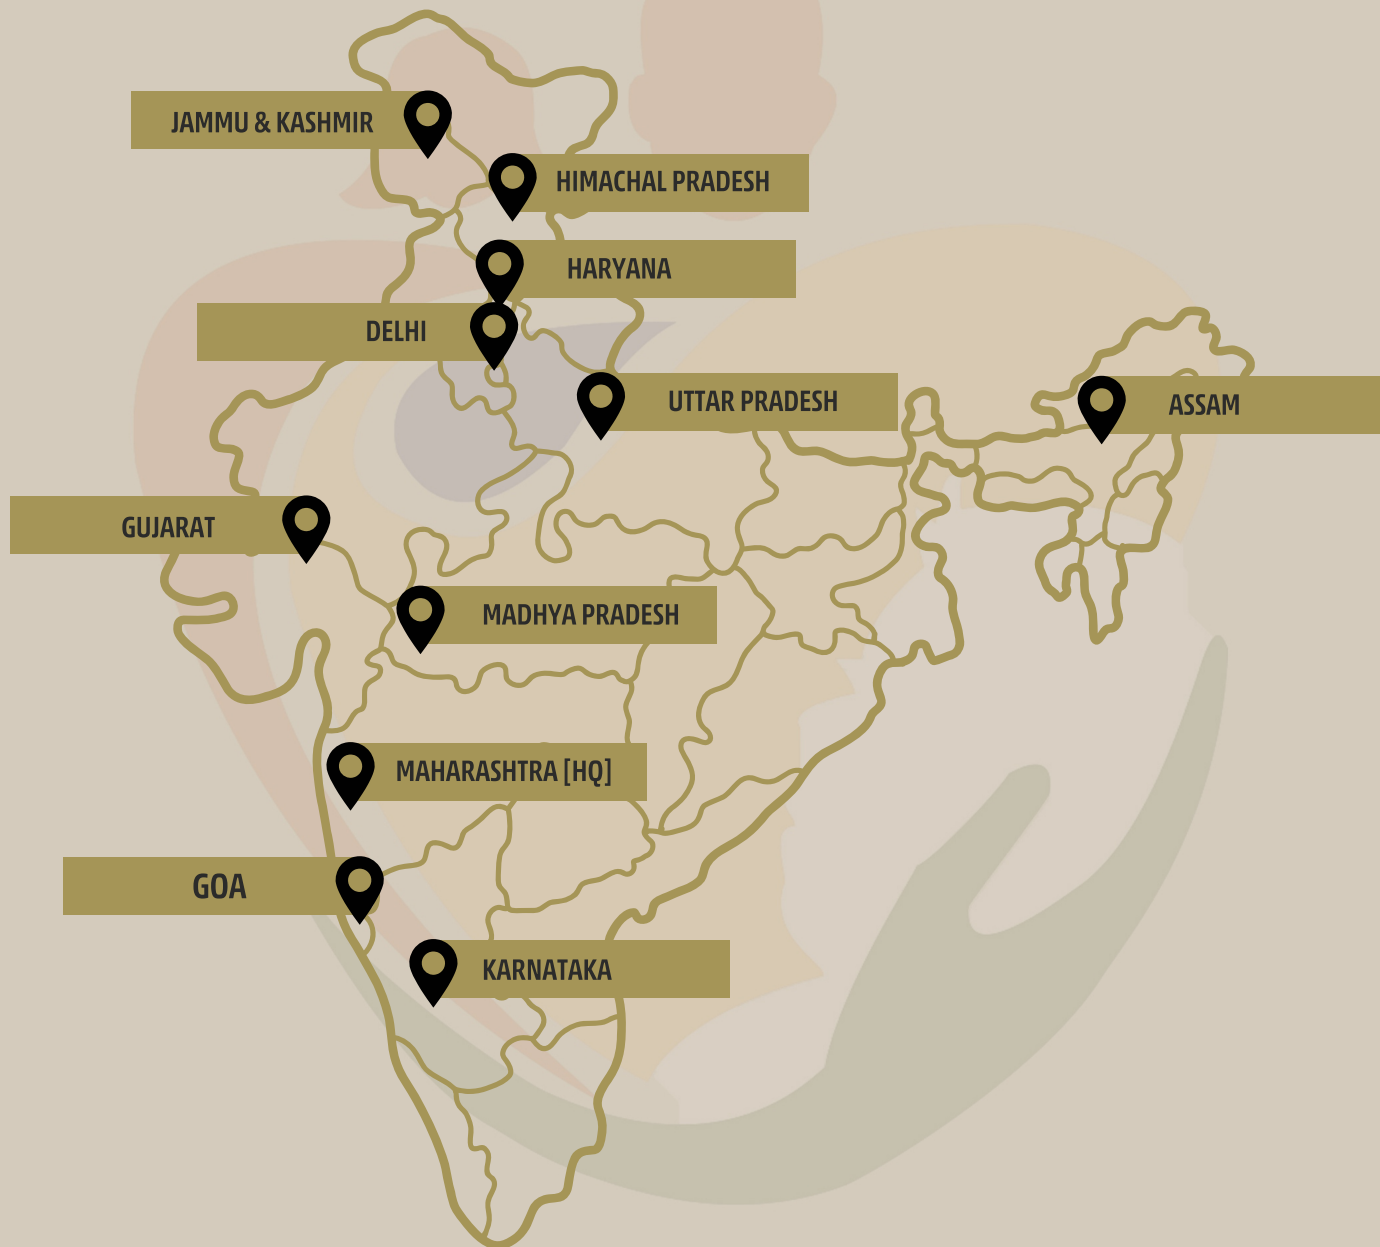 JAMMU & KASHMIR
HIMACHAL PRADESH
HARYANA
DELHI
UTTAR PRADESH
ASSAM
GUJARAT
MADHYA PRADESH
MAHARASHTRA [HQ]
GOA
KARNATAKA